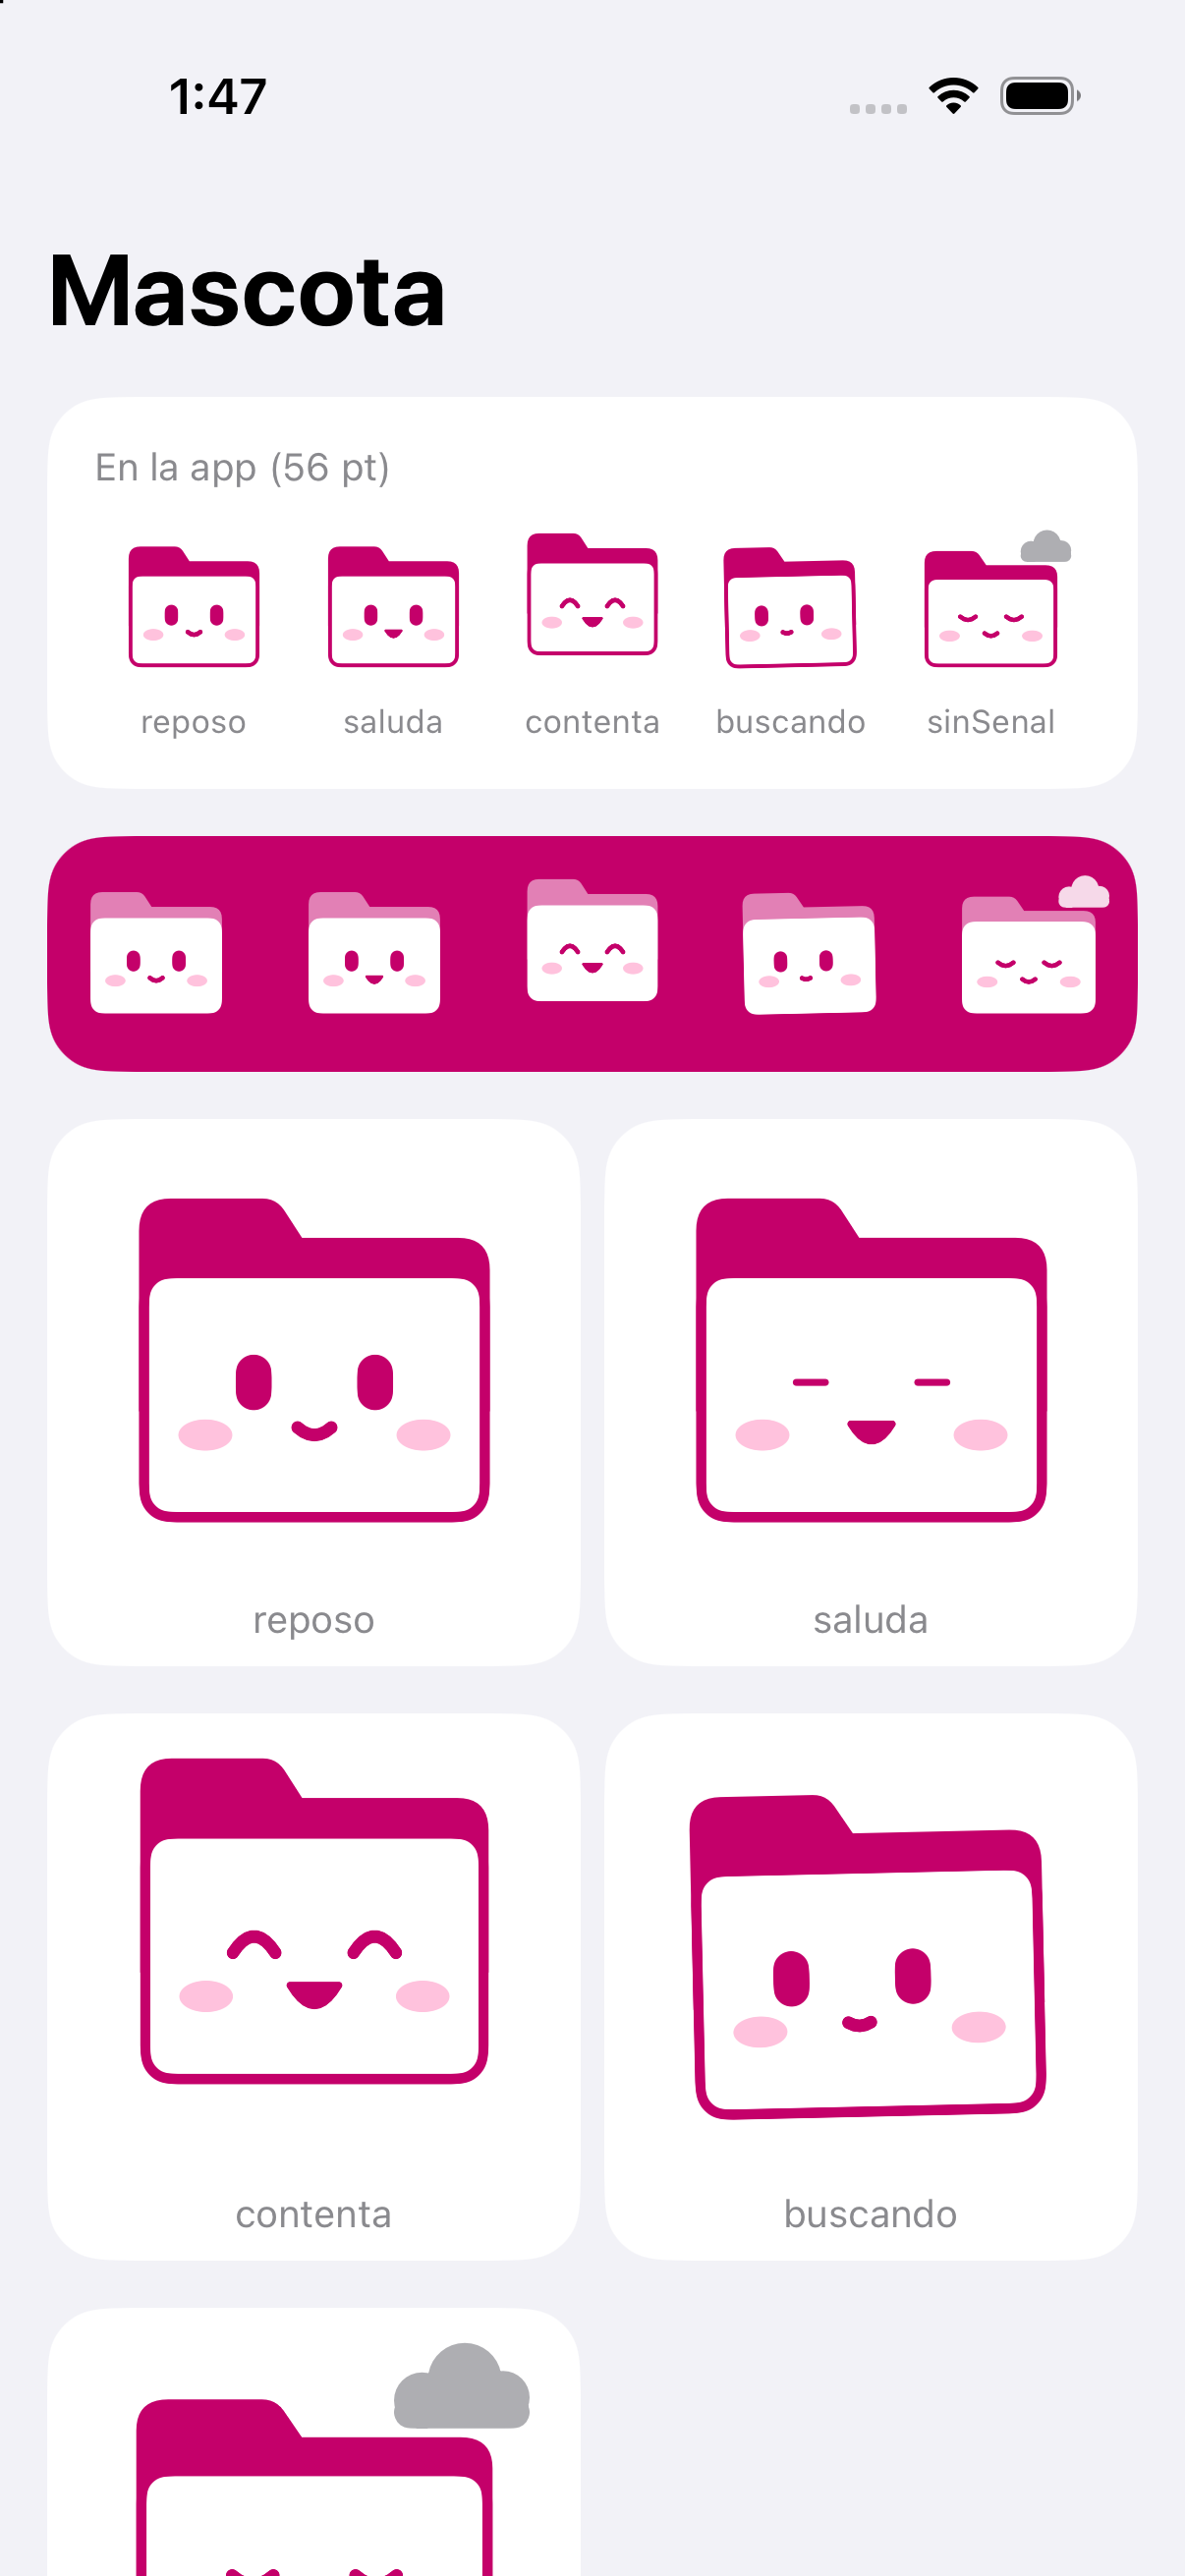 1:47
Mascota
En la app (56 pt)
reposo saluda contenta buscando sinSenal
reposo saluda
contenta buscando